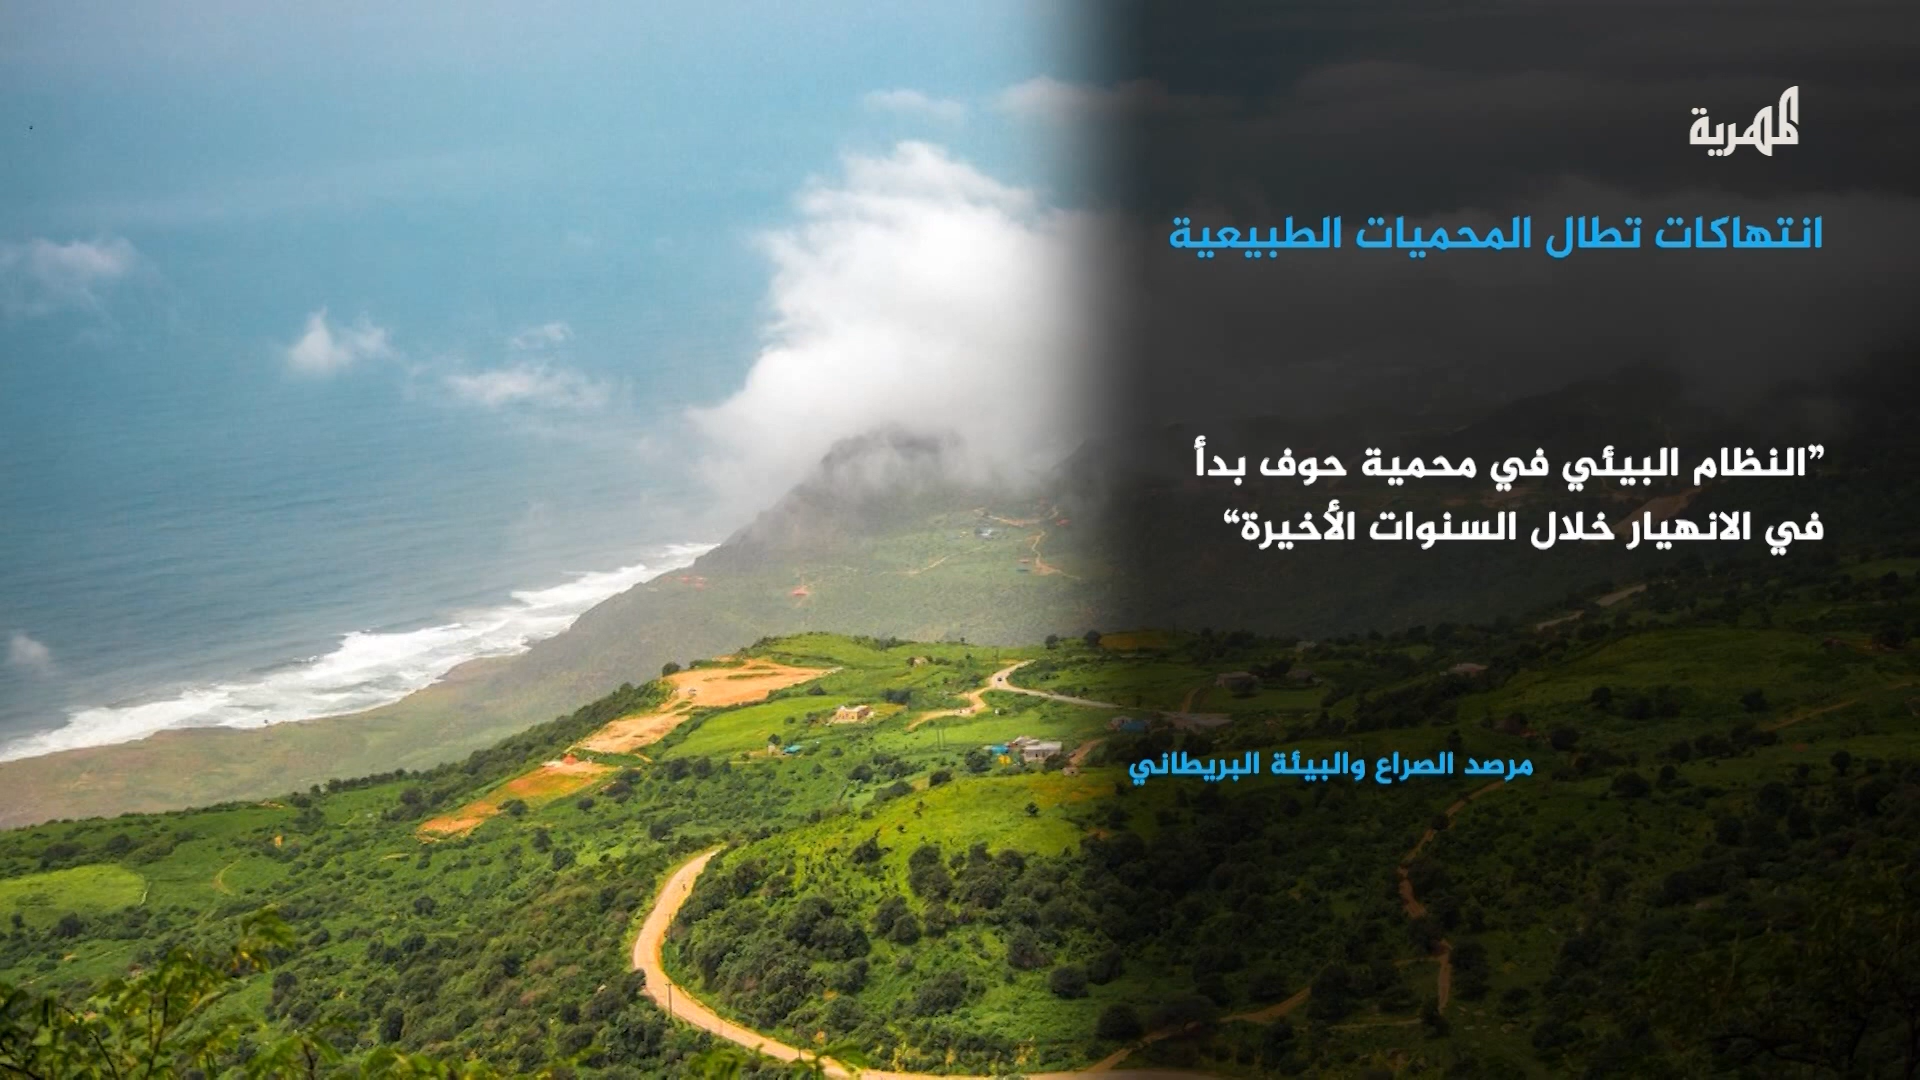 المهرية
انتهاكات تطال المحميات الطبيعية
”النظام البيئي في محمية حوف بدأ
في الانهيار خلال السنوات الأخيرة“
مرصد الصراع والبيئة البريطاني